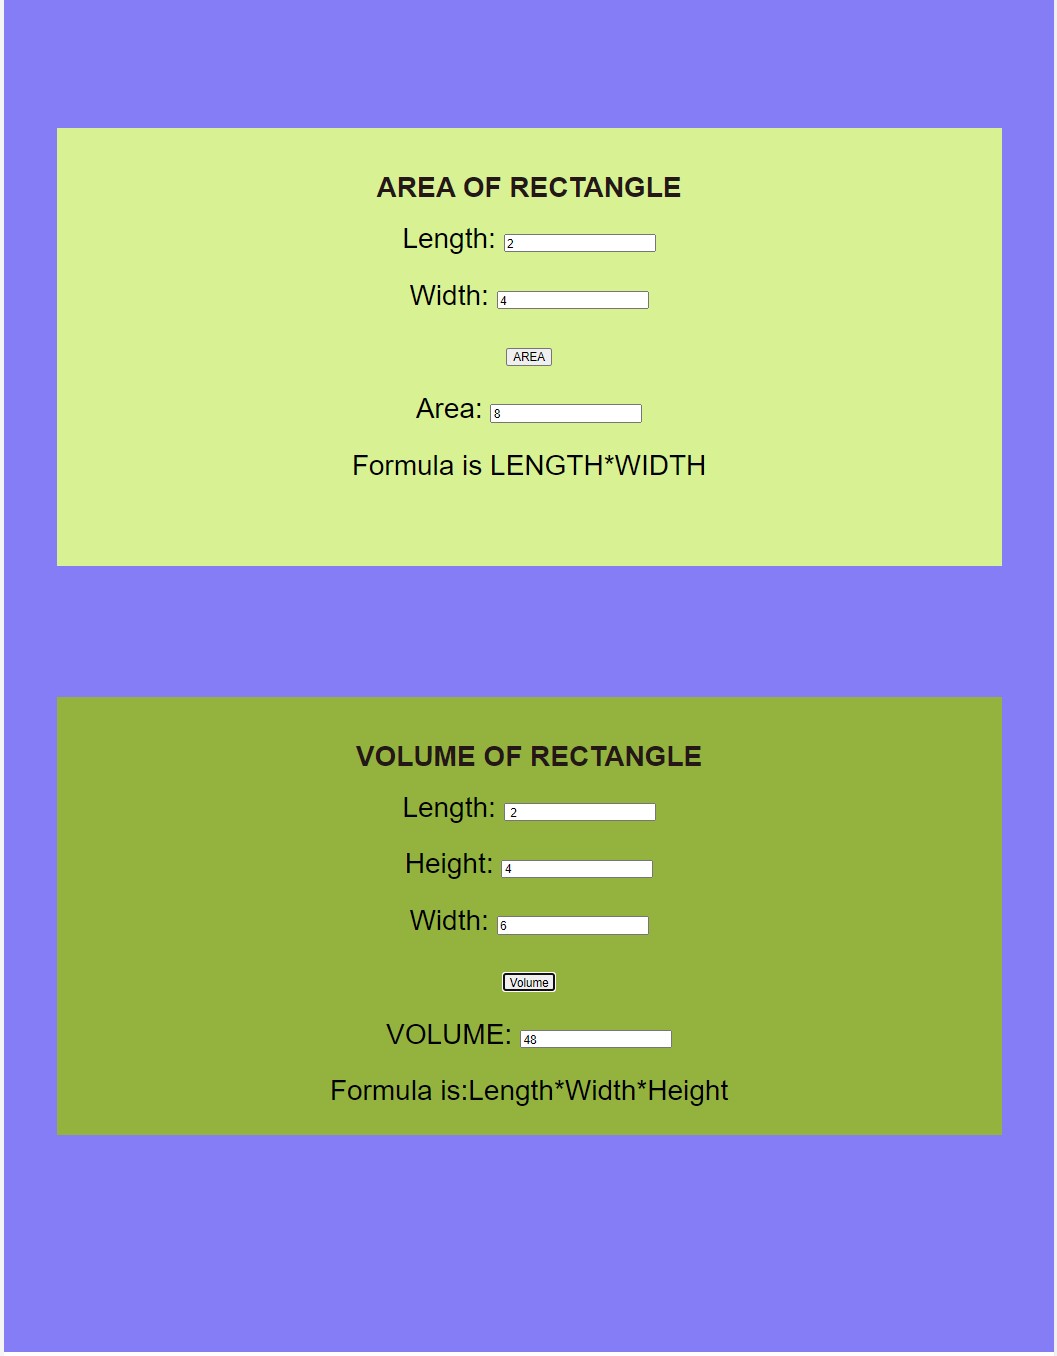 AREA OF RECTANGLE
Length: 2
Width: 4
AREA
Area: 8
Formula is LENGTH*WIDTH
VOLUME OF RECTANGLE
Length: 2
Height: 4
Width: 6
Volume
VOLUME: 48
Formula is:Length*Width*Height